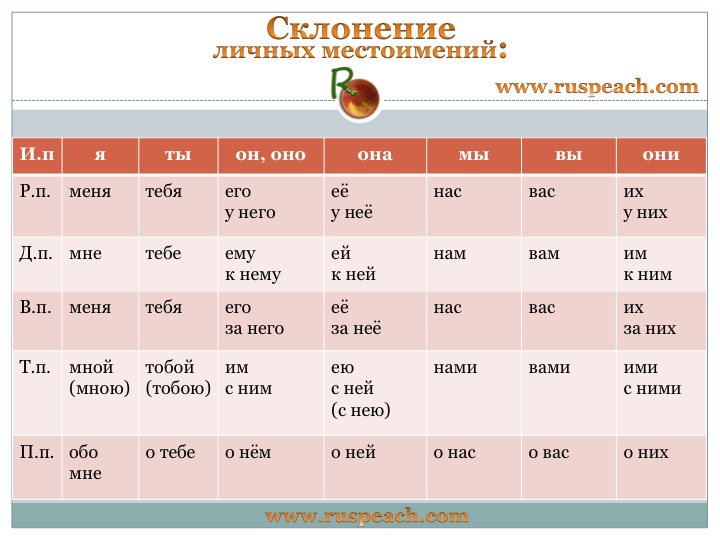 Склонение
личных местоимений:
R
www.ruspeach.com
И.п я ты он, оно она мы вы они
Р.п. меня тебя его у него её у неё нас вас их у них
Д.п. мне тебе ему к нему ей к ней нам вам им к ним
В.п. меня тебя его за него её за неё нас вас их за них
Т.п. мной (мною) тобой (тобою) им с ним ею с ней (с нею) нами вами ими с ними
П.п. обо мне о тебе о нём о ней о нас о вас о них
www.ruspeach.com